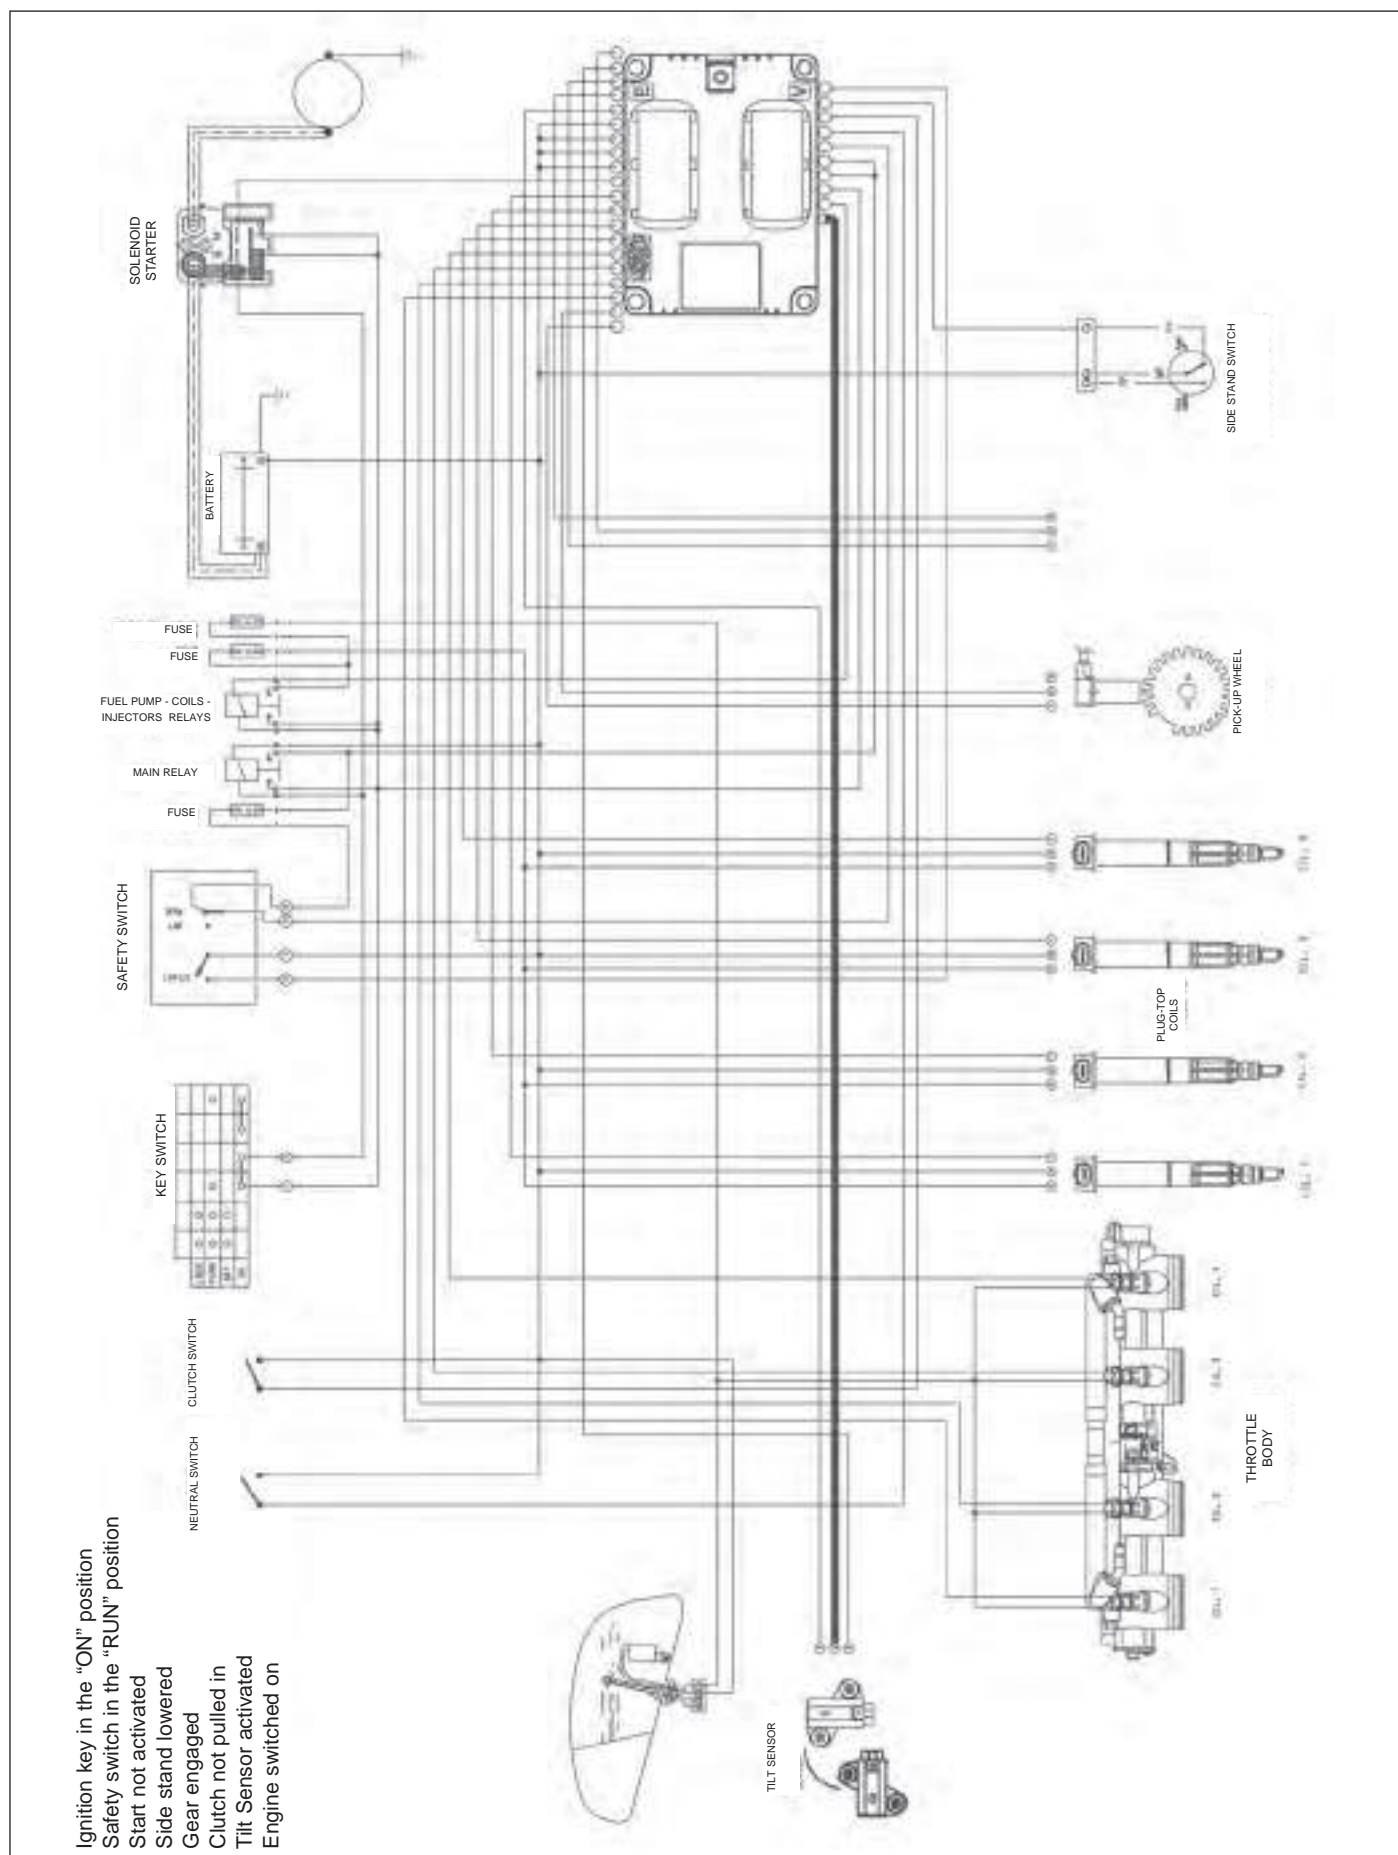 Ignition key in the “ON” position
Safety switch in the “RUN” position
Start not activated
Side stand lowered
Gear engaged
Clutch not pulled in
Tilt Sensor activated
Engine switched on
NEUTRAL SWITCH
CLUTCH SWITCH
KEY SWITCH
SAFETY SWITCH
FUSE
MAIN RELAY
FUEL PUMP - COILS -
INJECTORS RELAYS
FUSE
FUSE
BATTERY
SOLENOID
STARTER
TILT SENSOR
THROTTLE
BODY
PLUG-TOP
COILS
PICK-UP WHEEL
SIDE STAND SWITCH